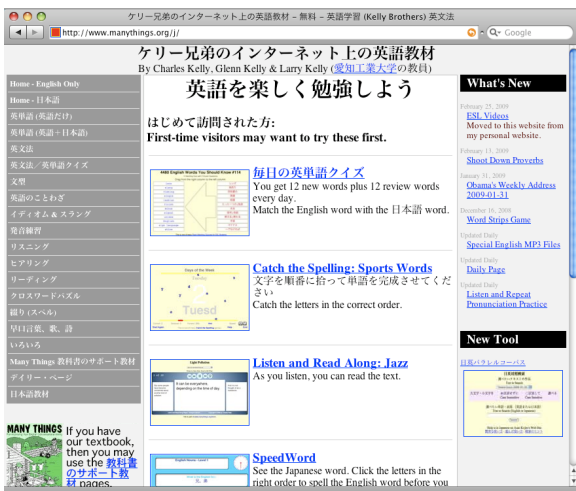 ケリー兄弟のインターネット上の英語教材 – 無料 – 英語学習 (Kelly Brothers) 英文法
http://www.manythings.org/j/
Google
ケリー兄弟のインターネット上の英語教材
By Charles Kelly, Glenn Kelly & Larry Kelly (愛知工業大学の教員)
Home - English Only
Home - 日本語
英単語 (英語だけ)
英単語 (英語+日本語)
英文法
英文法／英単語クイズ
文型
英語のことわざ
イディオム & スラング
発音練習
リスニング
ヒアリング
リーディング
クロスワードパズル
綴り (スペル)
早口言葉、歌、詩
いろいろ
Many Things 教科書のサポート教材
デイリー・ページ
日本語教材
MANY THINGS
If you have
our textbook,
then you may
use the 教科書
のサポート教
材 pages.
英語を楽しく勉強しよう
はじめて訪問された方:
First-time visitors may want to try these first.
4400 English Words You Should Know #116
毎日の英単語クイズ
You get 12 new words plus 12 review words
every day.
Match the English word with the 日本語 word.
Days of the Week
Tuesd
Catch the Spelling: Sports Words
文字を順番に拾って単語を完成させてくだ
さい
Catch the letters in the correct order.
Listen and Read Along: Jazz
As you listen, you can read the text.
It can be everywhere,
depending on the time of day.
SpeedWord
See the Japanese word. Click the letters in the
right order to spell the English word before you
What's New
February 25, 2009
ESL Videos
Moved to this website from
my personal website.
February 13, 2009
Shoot Down Proverbs
January 31, 2009
Obama's Weekly Address
2009-01-31
December 16, 2008
Word Strips Game
Updated Daily
Special English MP3 Files
Updated Daily
Daily Page
Updated Daily
Listen and Repeat
Pronunciation Practice
New Tool
日英パラレルコーパス